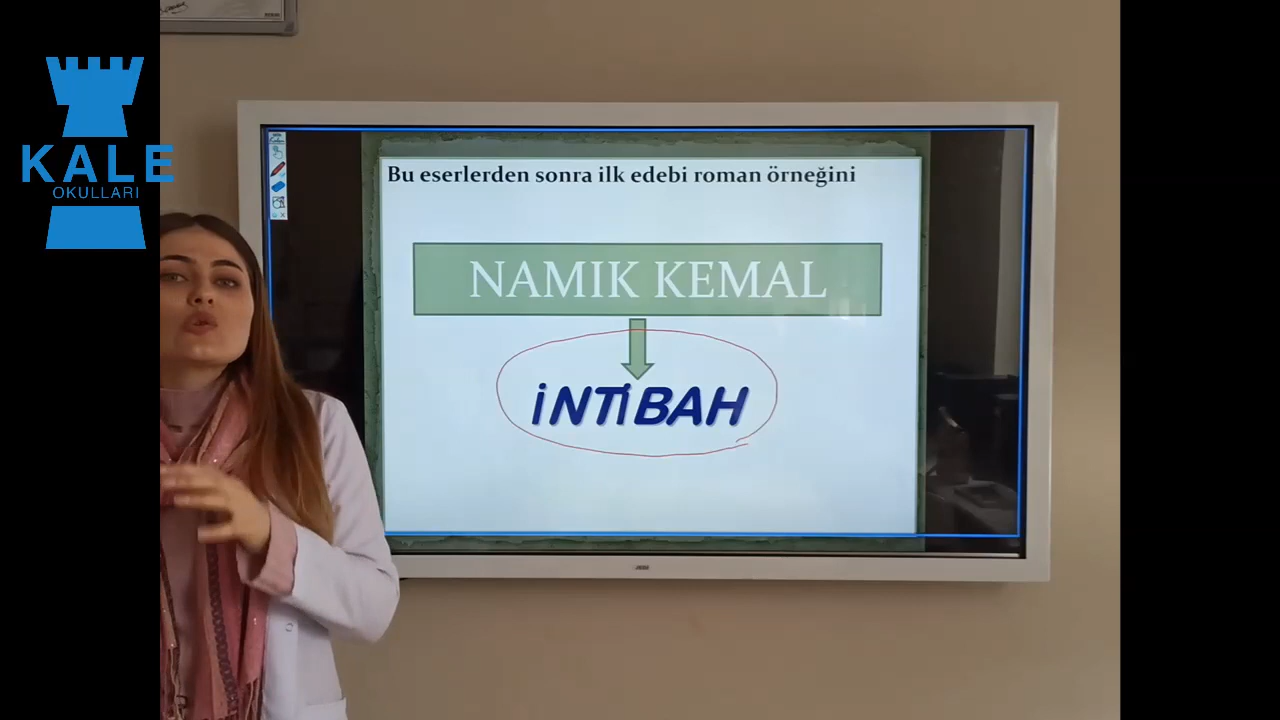 KALE
OKULLARI
Bu eserlerden sonra ilk edebi roman örneğini
NAMIK KEMAL
İNTİBAH